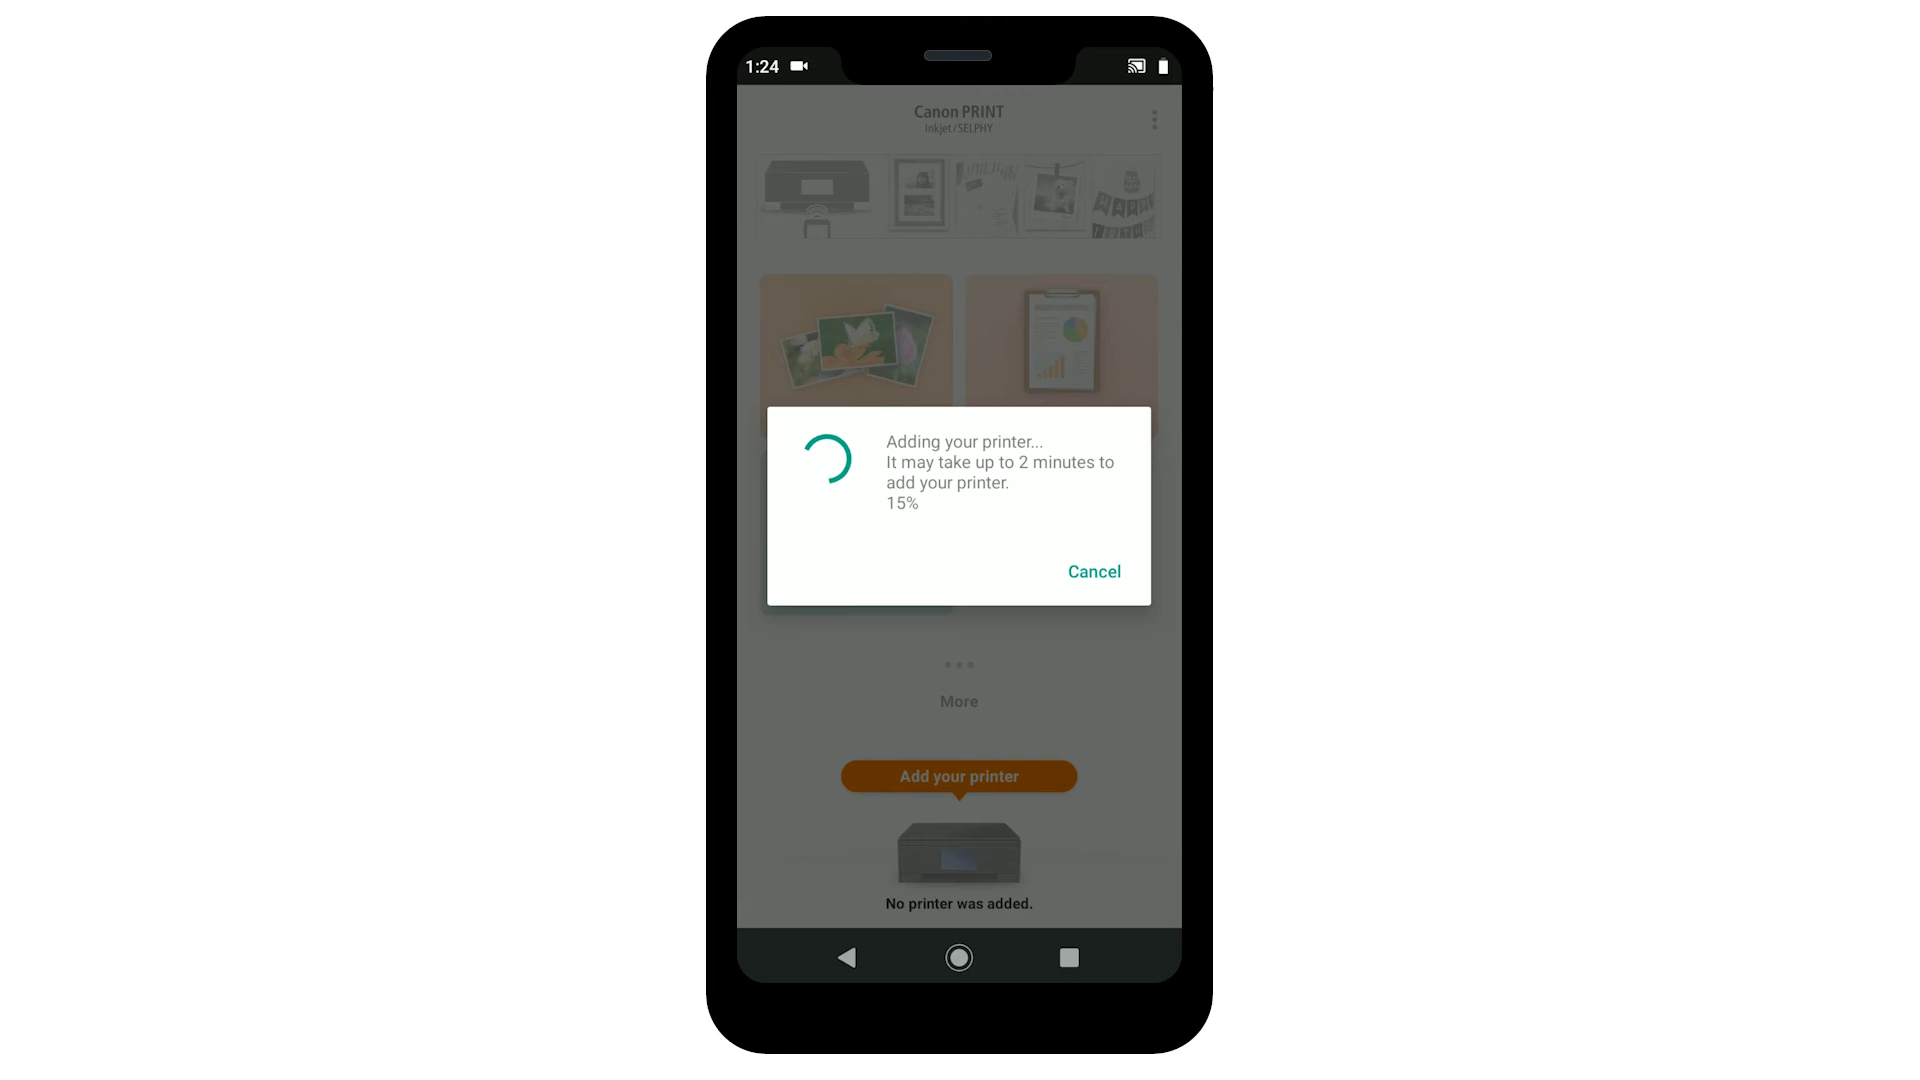 1:24
Canon PRINT
Inkjet/SELPHY
Adding your printer...
It may take up to 2 minutes to
add your printer.
15%
Cancel
More
Add your printer
No printer was added.